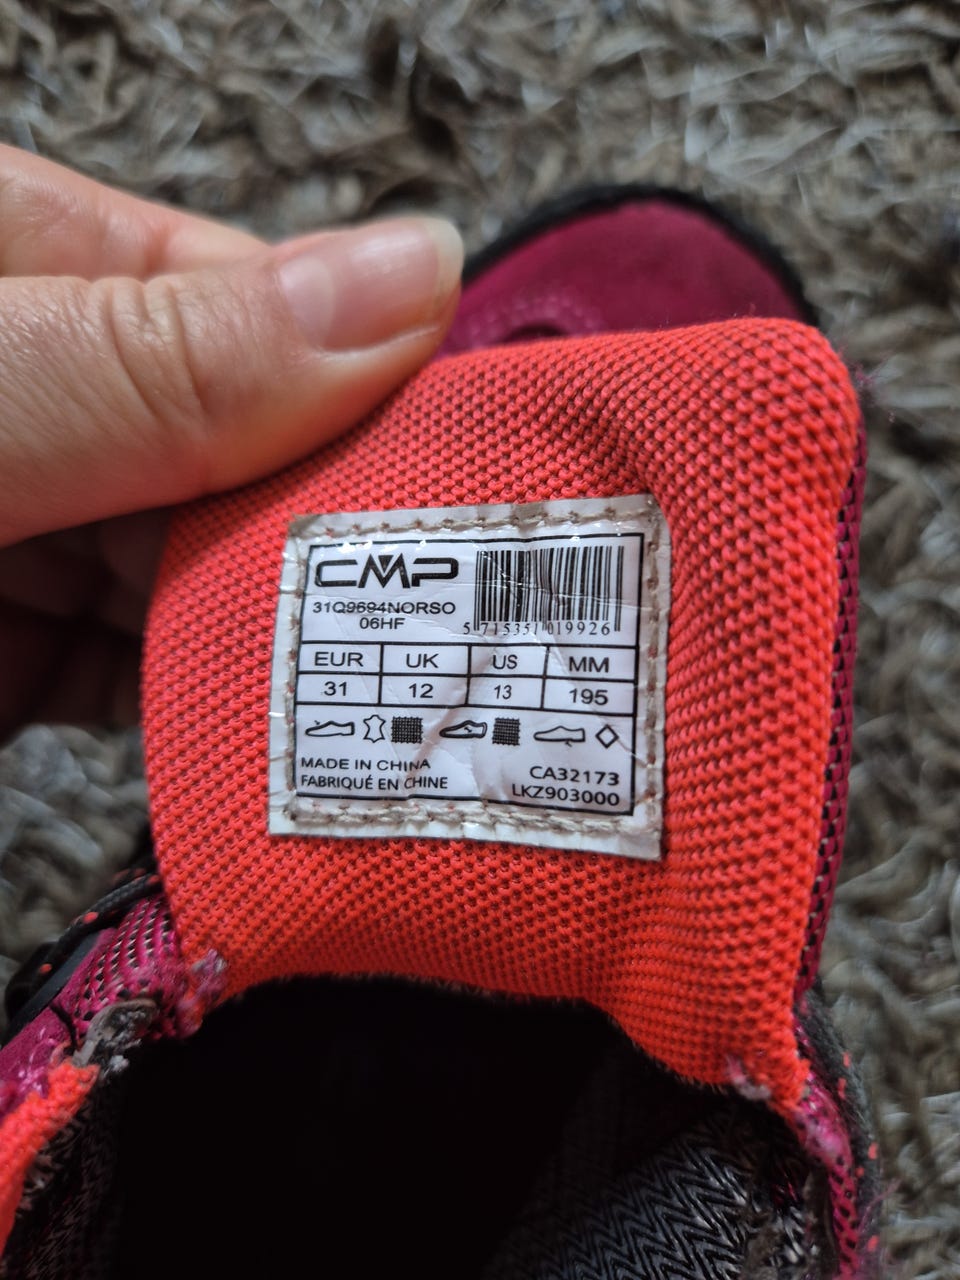 CMP
31Q9694NORSO
06HF
5 715351 019926
EUR UK US MM
31 12 13 195
MADE IN CHINA
FABRIQUÉ EN CHINE
CA32173
LKZ903000